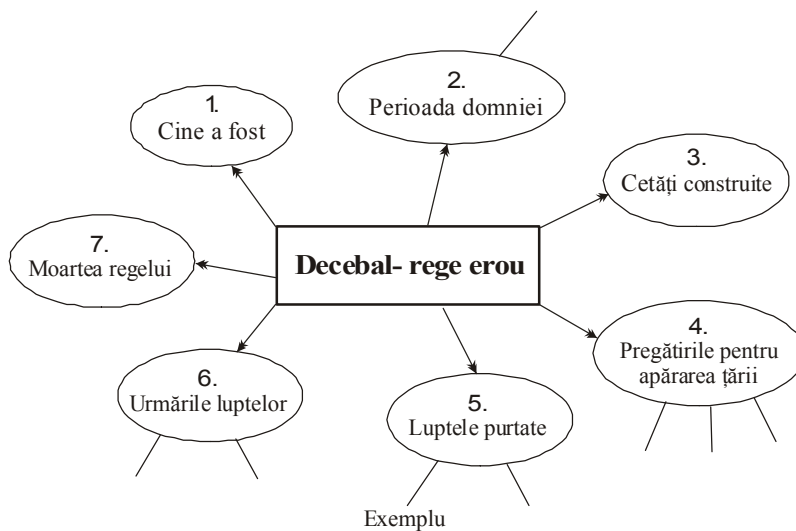 1.
Cine a fost
2.
Perioada domniei
3.
Cetăți construite
Decebal- rege erou
7.
Moartea regelui
4.
Pregătirile pentru
apărarea țării
6.
Urmările luptelor
5.
Luptele purtate
Exemplu